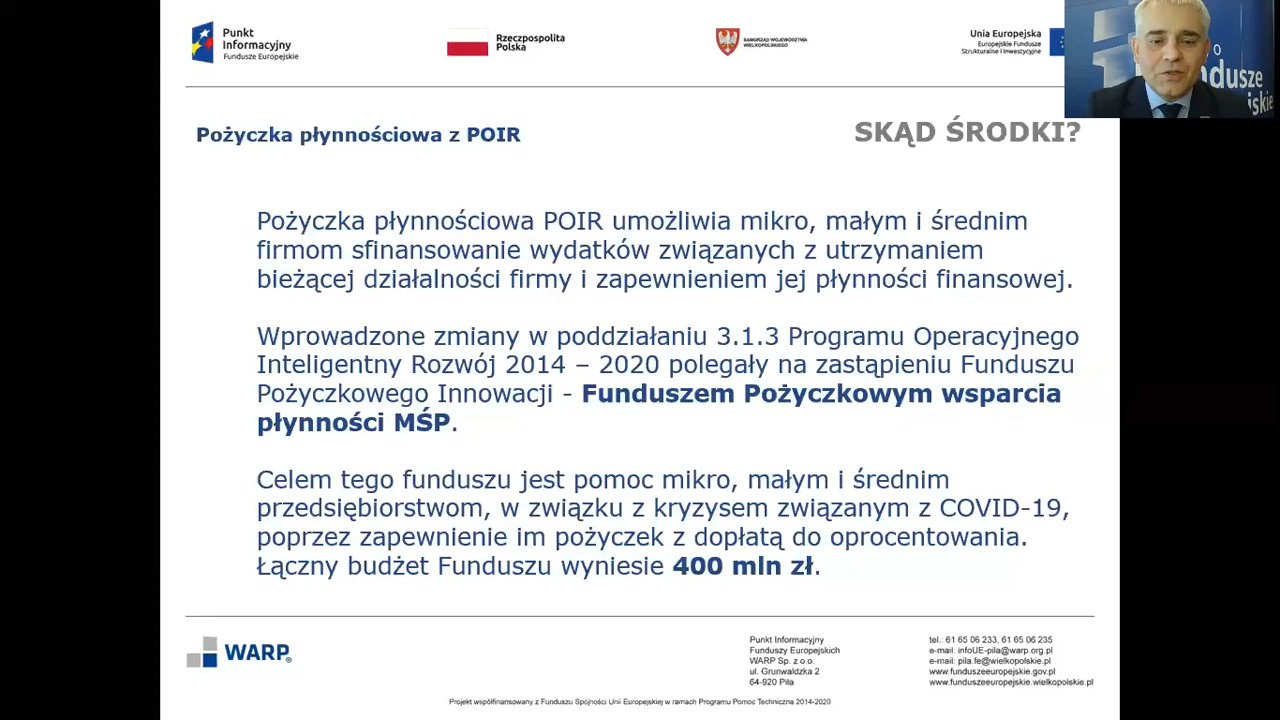 Punkt
Informacyjny
Fundusze Europejskie
Rzeczpospolita
Polska
SAMORZĄD WOJEWÓDZTWA
WIELKOPOLSKIEGO
Unia Europejska
Europejskie Fundusze
Strukturalne i Inwestycyjne
Pożyczka płynnościowa z POIR
SKĄD ŚRODKI?
Pożyczka płynnościowa POIR umożliwia mikro, małym i średnim
firmom sfinansowanie wydatków związanych z utrzymaniem
bieżącej działalności firmy i zapewnieniem jej płynności finansowej.
Wprowadzone zmiany w poddziałaniu 3.1.3 Programu Operacyjnego
Inteligentny Rozwój 2014 – 2020 polegały na zastąpieniu Funduszu
Pożyczkowego Innowacji - Funduszem Pożyczkowym wsparcia
płynności MŚP.
Celem tego funduszu jest pomoc mikro, małym i średnim
przedsiębiorstwom, w związku z kryzysem związanym z COVID-19,
poprzez zapewnienie im pożyczek z dopłatą do oprocentowania.
Łączny budżet Funduszu wyniesie 400 mln zł.
WARP®
Punkt Informacyjny
Funduszy Europejskich
WARP Sp. z o.o.
ul. Grunwaldzka 2
64-920 Piła
tel.: 61 65 06 233, 61 65 06 235
e-mail: infoUE-pila@warp.org.pl
e-mail: pila.fe@wielkopolskie.pl
www.funduszeeuropejskie.gov.pl
www.funduszeeuropejskie.wielkopolskie.pl
Projekt współfinansowany z Funduszu Spójności Unii Europejskiej w ramach Programu Pomoc Techniczna 2014-2020